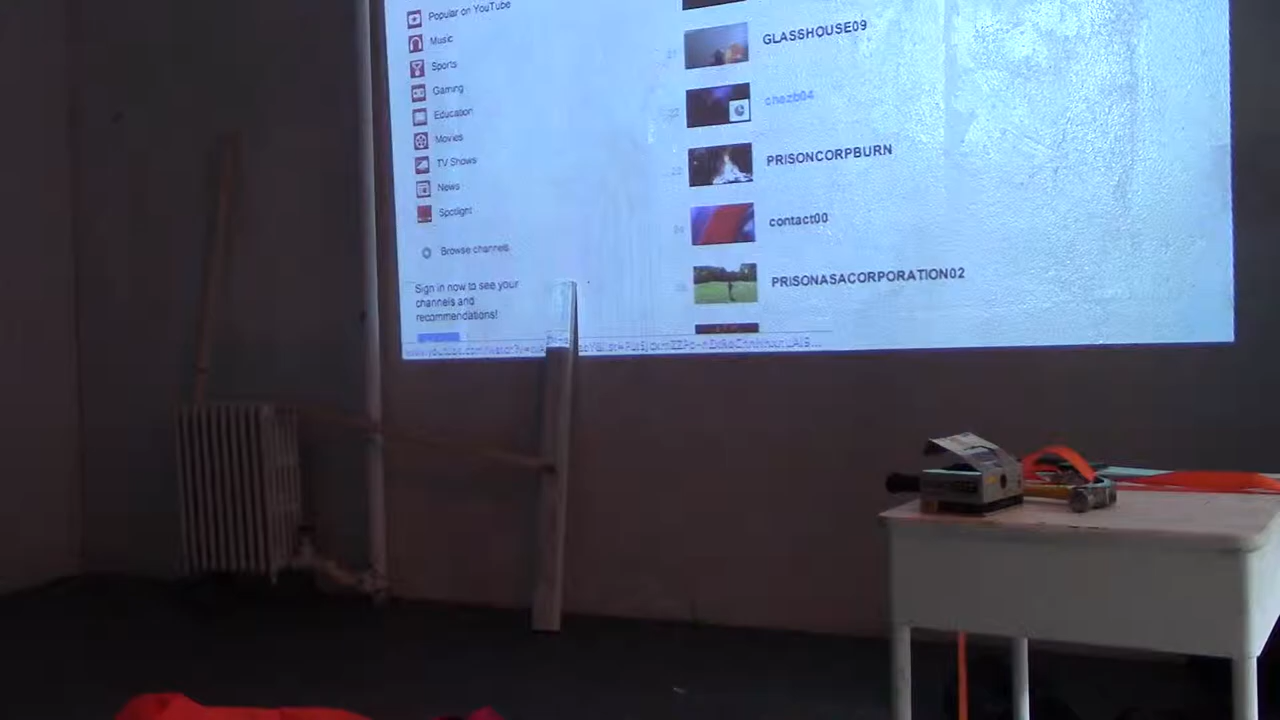 Popular on YouTube
Music
Sports
Gaming
Education
Movies
TV Shows
News
Spotlight
Browse channels
Sign in now to see your
channels and
recommendations!
GLASSHOUSE09
chezb04
PRISONCORPBURN
contact00
PRISONASACORPORATION02